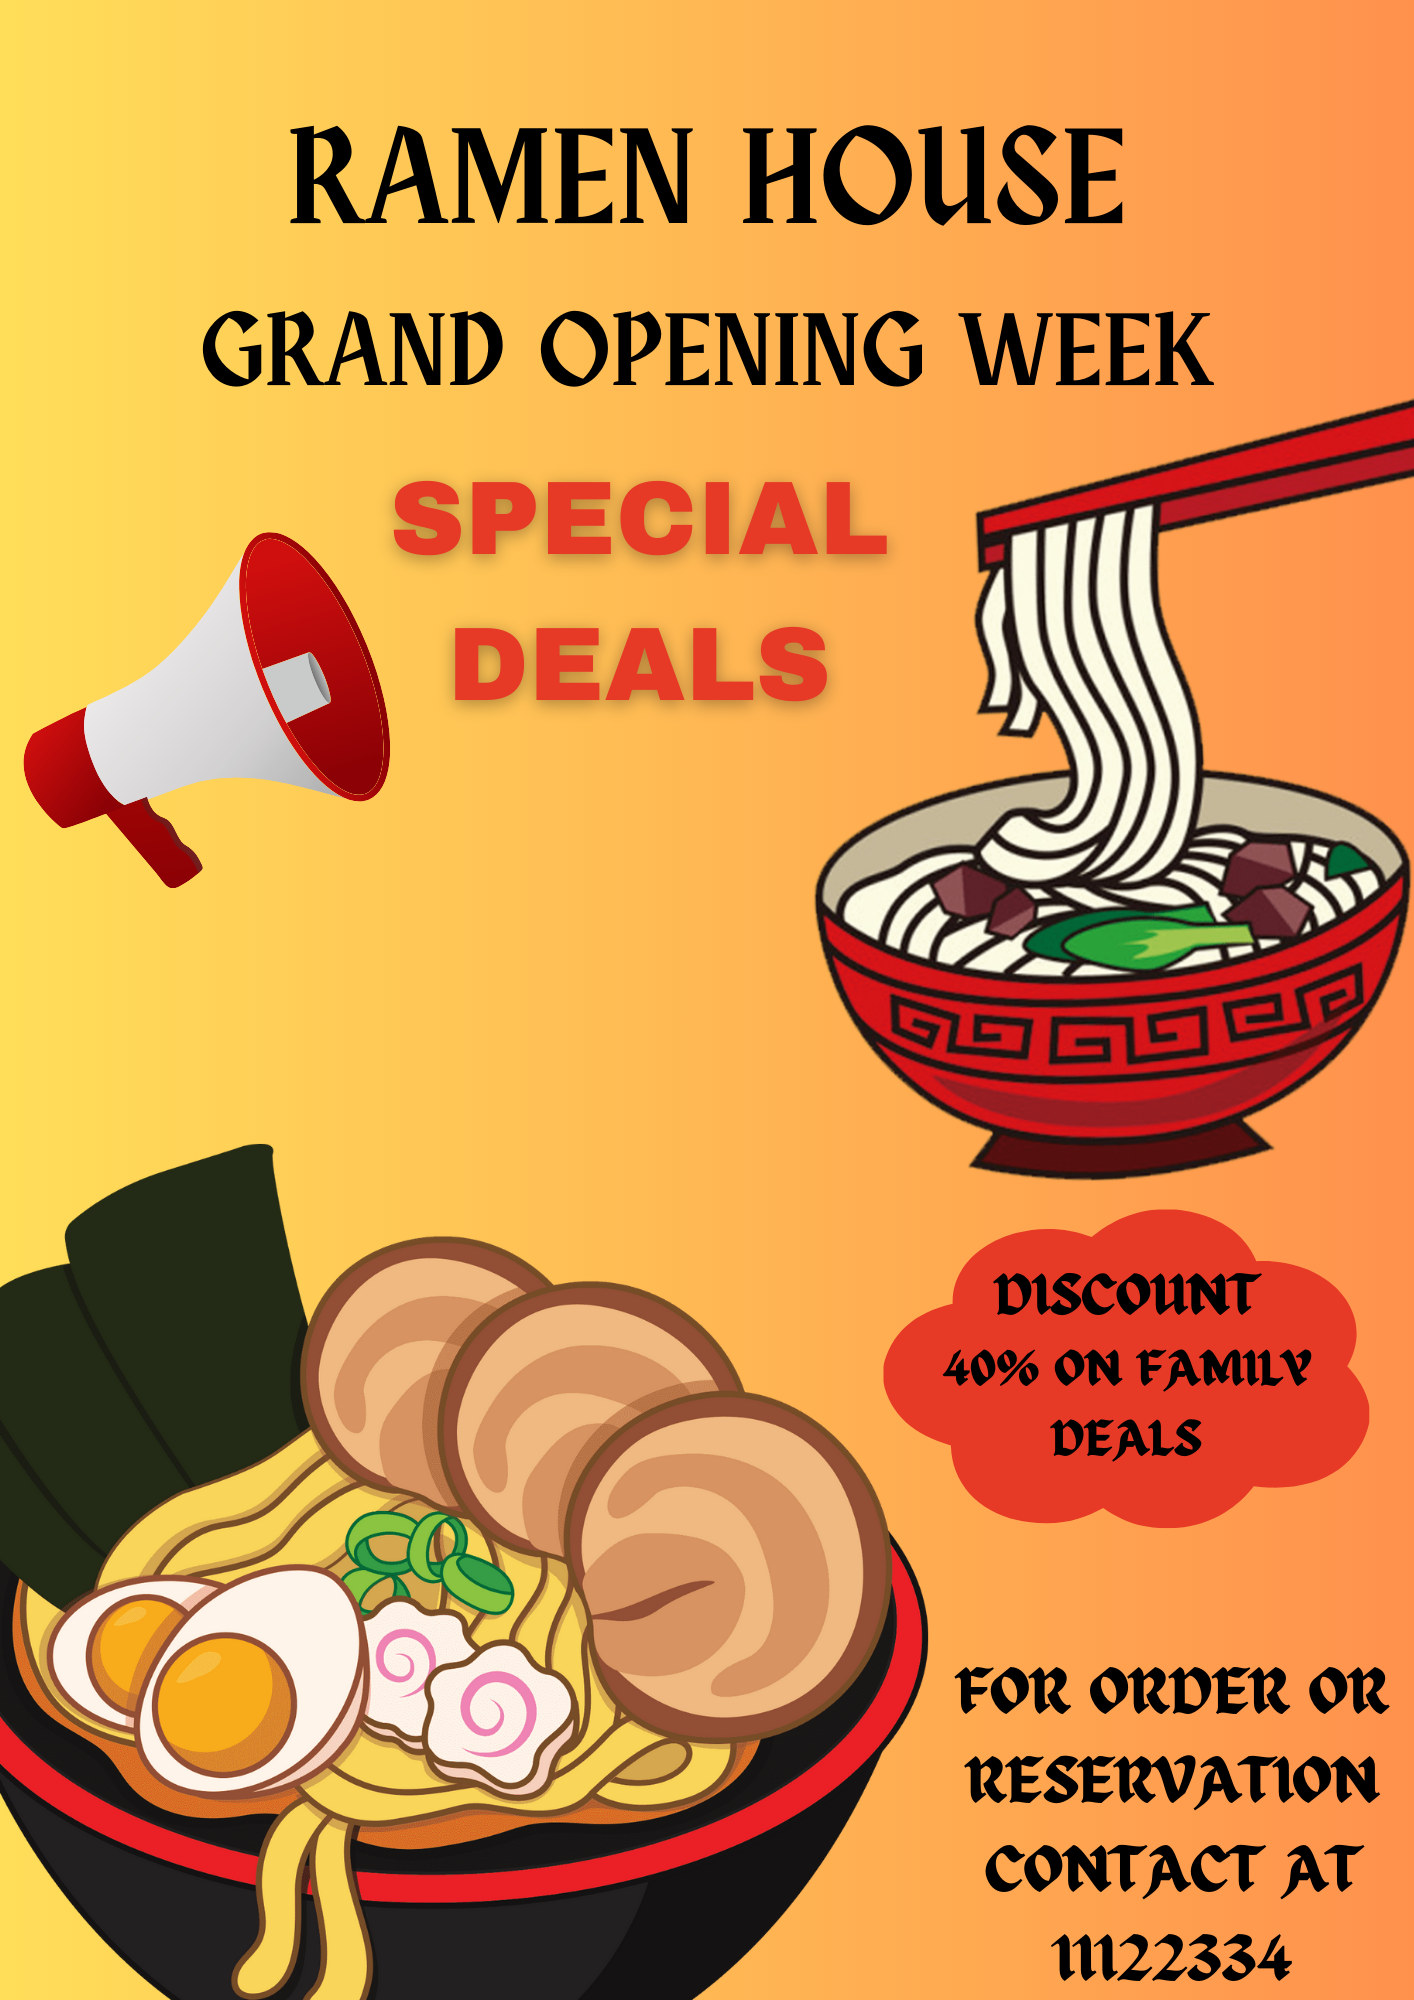 RAMEN HOUSE
GRAND OPENING WEEK
SPECIAL
DEALS
DISCOUNT
40% ON FAMILY
DEALS
FOR ORDER OR
RESERVATION
CONTACT AT
11122334